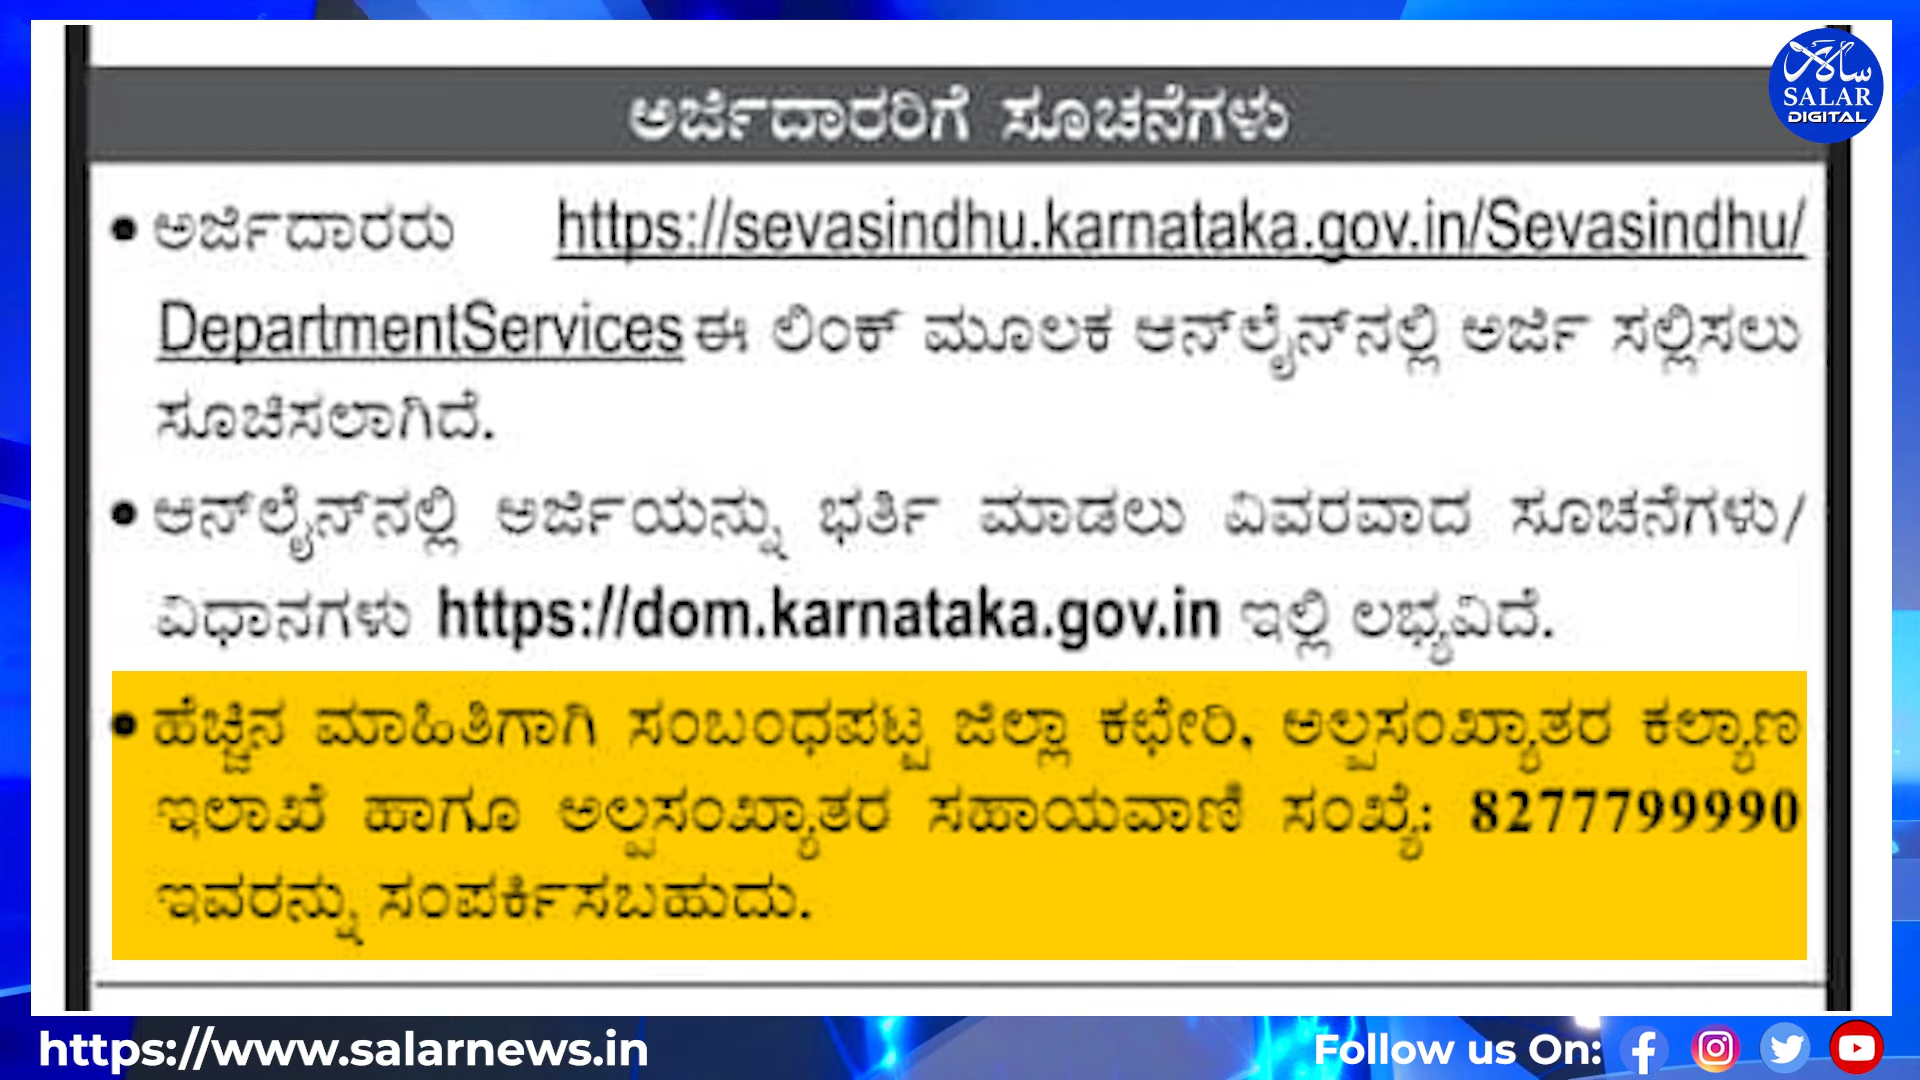 سالار
SALAR
DIGITAL
ಅರ್ಜಿದಾರರಿಗೆ ಸೂಚನೆಗಳು
• ಅರ್ಜಿದಾರರು https://sevasindhu.karnataka.gov.in/Sevasindhu/
DepartmentServices ಈ ಲಿಂಕ್ ಮೂಲಕ ಆನ್‌ಲೈನ್‌ನಲ್ಲಿ ಅರ್ಜಿ ಸಲ್ಲಿಸಲು
ಸೂಚಿಸಲಾಗಿದೆ.
• ಆನ್‌ಲೈನ್‌ನಲ್ಲಿ ಅರ್ಜಿಯನ್ನು ಭರ್ತಿ ಮಾಡಲು ವಿವರವಾದ ಸೂಚನೆಗಳು/
ವಿಧಾನಗಳು https://dom.karnataka.gov.in ಇಲ್ಲಿ ಲಭ್ಯವಿದೆ.
• ಹೆಚ್ಚಿನ ಮಾಹಿತಿಗಾಗಿ ಸಂಬಂಧಪಟ್ಟ ಜಿಲ್ಲಾ ಕಛೇರಿ, ಅಲ್ಪಸಂಖ್ಯಾತರ ಕಲ್ಯಾಣ
ಇಲಾಖೆ ಹಾಗೂ ಅಲ್ಪಸಂಖ್ಯಾತರ ಸಹಾಯವಾಣಿ ಸಂಖ್ಯೆ: 8277799990
ಇವರನ್ನು ಸಂಪರ್ಕಿಸಬಹುದು.
https://www.salarnews.in
Follow us On: